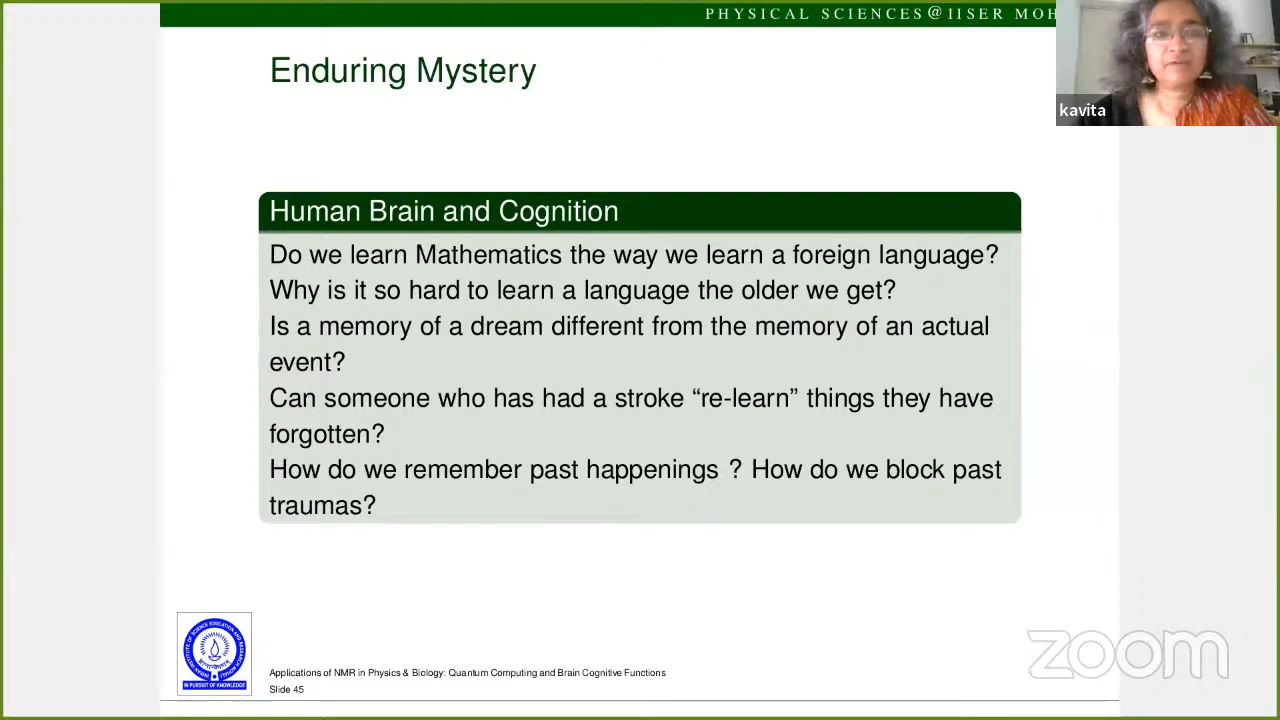 PHYSICAL SCIENCES@IISER MOH
kavita
Enduring Mystery
Human Brain and Cognition
Do we learn Mathematics the way we learn a foreign language?
Why is it so hard to learn a language the older we get?
Is a memory of a dream different from the memory of an actual
event?
Can someone who has had a stroke “re-learn” things they have
forgotten?
How do we remember past happenings ? How do we block past
traumas?
IN PURSUIT OF KNOWLEDGE
Applications of NMR in Physics & Biology: Quantum Computing and Brain Cognitive Functions
Slide 45
zoom